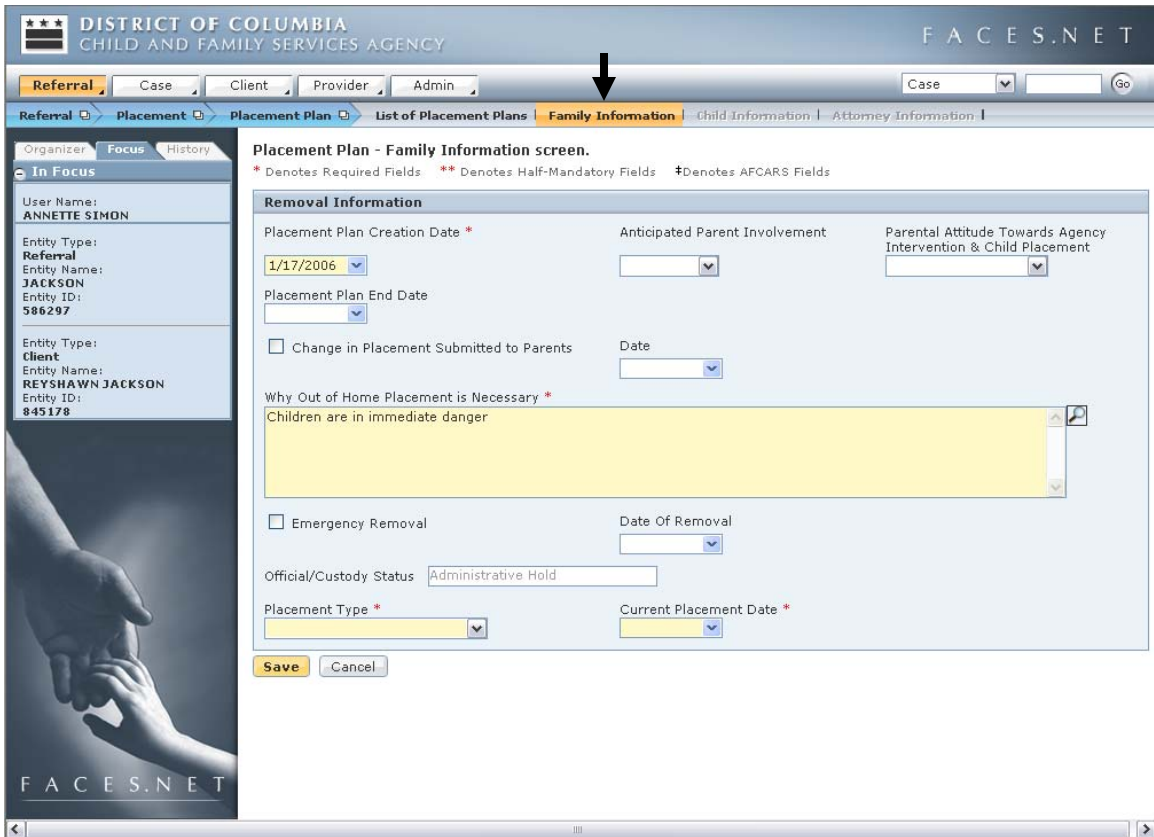 DISTRICT OF COLUMBIA
CHILD AND FAMILY SERVICES AGENCY
FACES.NET
Referral Case Client Provider Admin Case Go
Referral Placement Placement Plan List of Placement Plans | Family Information | Child Information | Attorney Information |
Organizer Focus History
In Focus
User Name:
ANNETTE SIMON
Entity Type:
Referral
Entity Name:
JACKSON
Entity ID:
586297
Entity Type:
Client
Entity Name:
REYSHAWN JACKSON
Entity ID:
845178
FACES.NET
Placement Plan - Family Information screen.
* Denotes Required Fields ** Denotes Half-Mandatory Fields ‡Denotes AFCARS Fields
Removal Information
Placement Plan Creation Date * Anticipated Parent Involvement Parental Attitude Towards Agency
Intervention & Child Placement
1/17/2006
Placement Plan End Date
Change in Placement Submitted to Parents Date
Why Out of Home Placement is Necessary *
Children are in immediate danger
Emergency Removal Date Of Removal
Official/Custody Status Administrative Hold
Placement Type * Current Placement Date *
Save Cancel